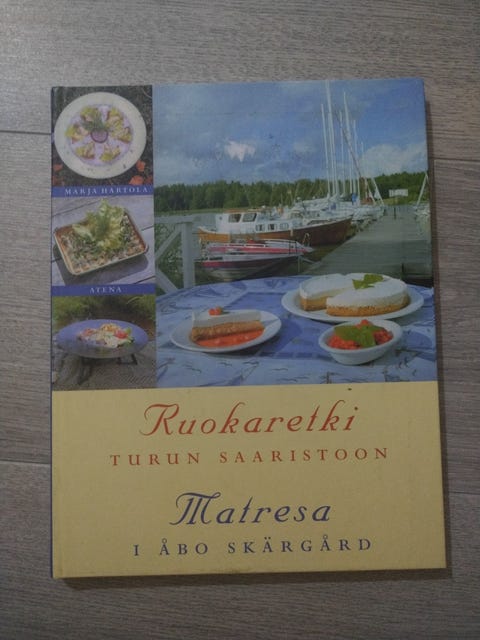 MARJA HARTOLA
ATENA
Ruokaretki
TURUN SAARISTOON
Matresa
I ÅBO SKÄRGÅRD